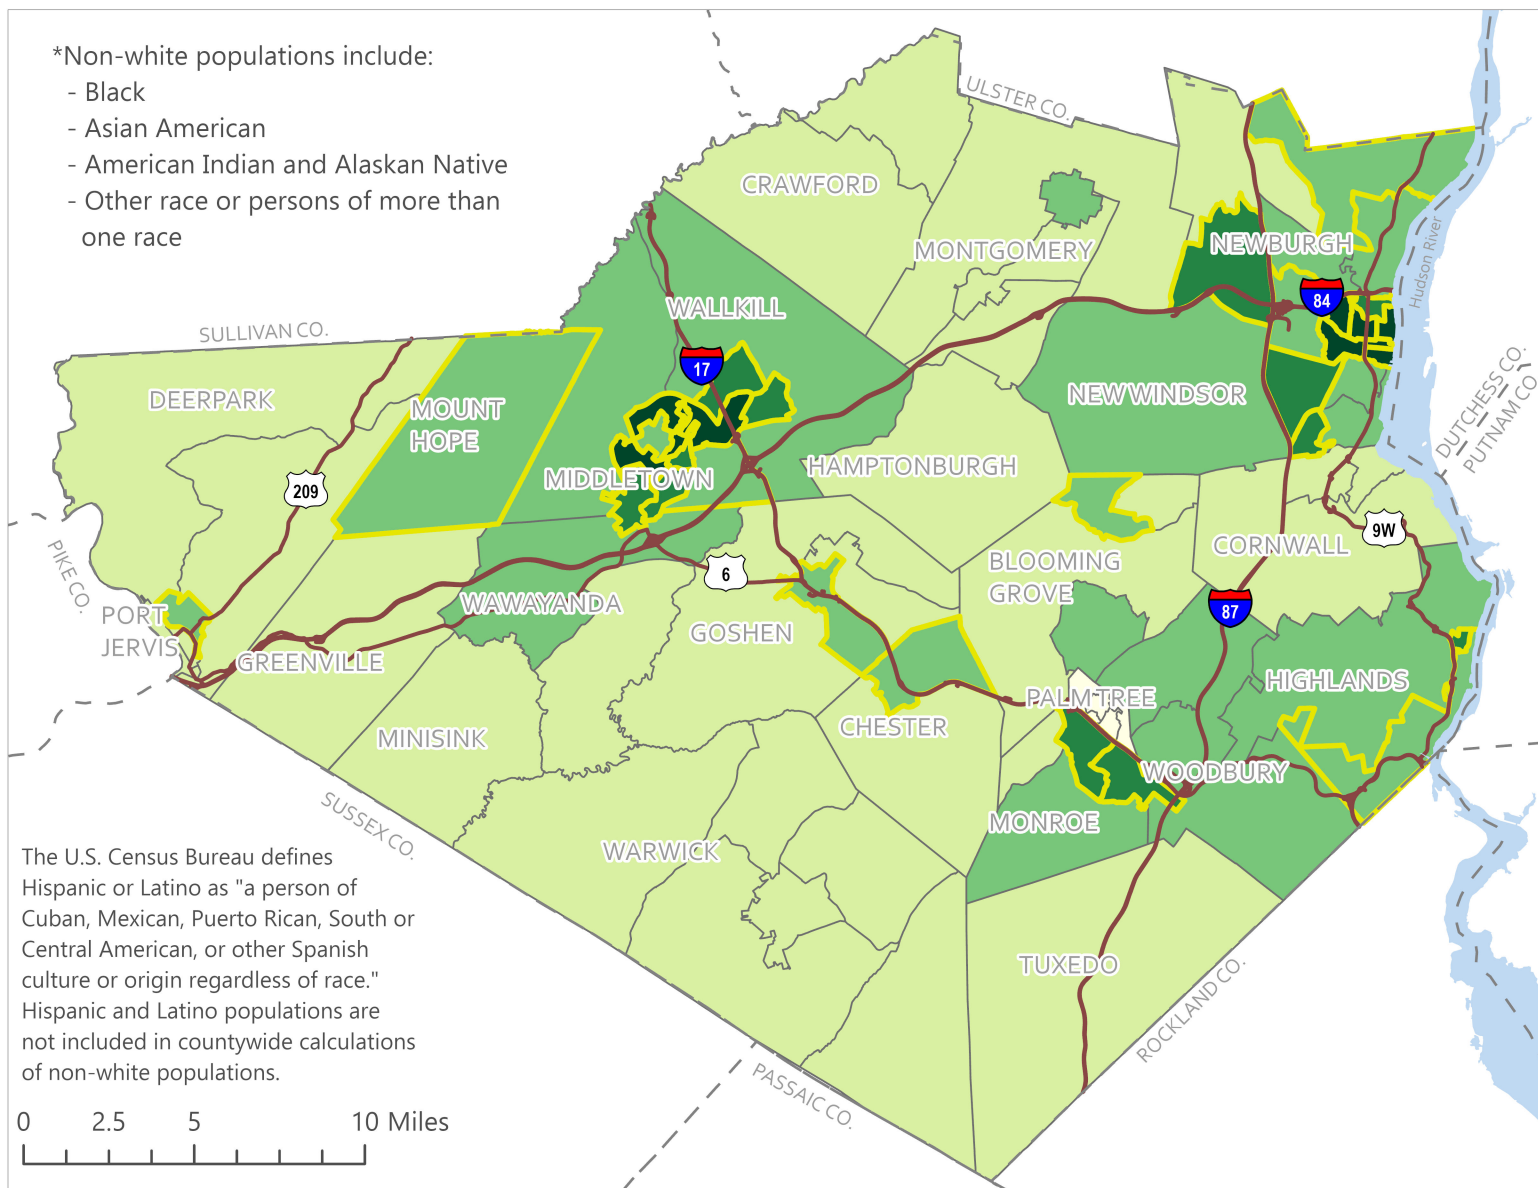 *Non-white populations include:
- Black
- Asian American
- American Indian and Alaskan Native
- Other race or persons of more than
one race
ULSTER CO.
CRAWFORD
MONTGOMERY
NEWBURGH
Hudson River
84
WALLKILL
SULLIVAN CO.
17
DEERPARK
MOUNT
HOPE
NEW WINDSOR
DUTCHESS CO.
PUTNAM CO
HAMPTONBURGH
MIDDLETOWN
209
9W
CORNWALL
PIKE CO.
6
BLOOMING
GROVE
WAWAYANDA
87
PORT
JERVIS
GOSHEN
GREENVILLE
HIGHLANDS
PALM TREE
CHESTER
MINISINK
WOODBURY
MONROE
SUSSEX CO.
WARWICK
TUXEDO
ROCKLAND CO.
PASSAIC CO.
The U.S. Census Bureau defines
Hispanic or Latino as "a person of
Cuban, Mexican, Puerto Rican, South or
Central American, or other Spanish
culture or origin regardless of race."
Hispanic and Latino populations are
not included in countywide calculations
of non-white populations.
0 2.5 5 10 Miles